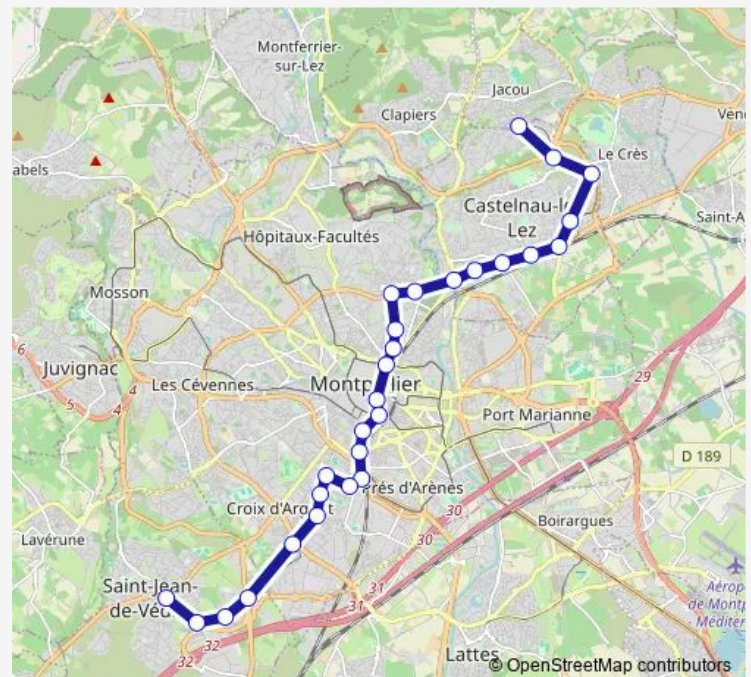 Montferrier-
sur-Lez
Jacou
Clapiers
Le Crès
abels
Castelnau-le
Lez
Saint-A
Hôpitaux-Facultés
Mosson
6
Juvignac
Les Cévennes
4
5
4
Montpellier
29
Port Marianne
D 189
Prés d'Arènes
Croix d'Argent
30
30
Boirargues
Lavérune
31
31
Saint-Jean-
de-Véd
32
32
Aérop
de Montp
Méditer
Lattes
© OpenStreetMap contributors